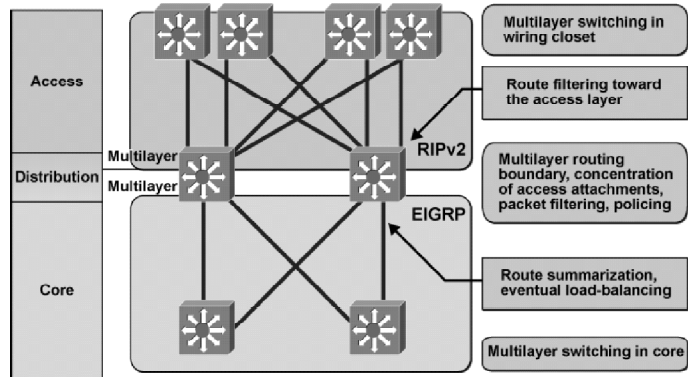 Access
Distribution
Core
Multilayer
Multilayer
RIPv2
EIGRP
Multilayer switching in
wiring closet
Route filtering toward
the access layer
Multilayer routing
boundary, concentration
of access attachments,
packet filtering, policing
Route summarization,
eventual load-balancing
Multilayer switching in core